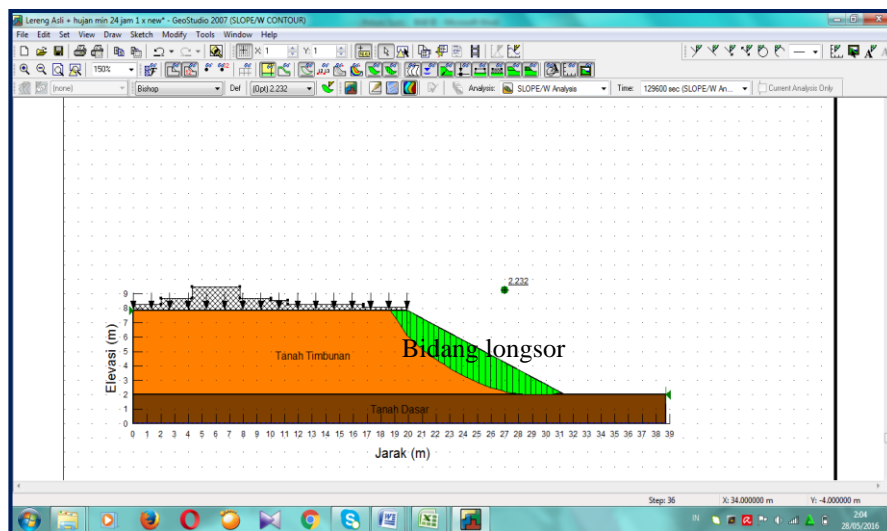 Lereng Asli + hujan min 24 jam 1 x new* - GeoStudio 2007 (SLOPE/W CONTOUR)
File Edit Set View Draw Sketch Modify Tools Window Help
X: 1 Y: 1
150%
(none) Bishop Def (Opt) 2.232 Analysis: SLOPE/W Analysis Time: 129600 sec (SLOPE/W An... Current Analysis Only
2.232
9
8
7
6
5
4
3
2
1
0
Elevasi (m)
Bidang longsor
Tanah Timbunan
Tanah Dasar
0 1 2 3 4 5 6 7 8 9 10 11 12 13 14 15 16 17 18 19 20 21 22 23 24 25 26 27 28 29 30 31 32 33 34 35 36 37 38 39
Jarak (m)
Step: 36 X: 34.000000 m Y: -4.000000 m
IN 2:04
28/05/2016